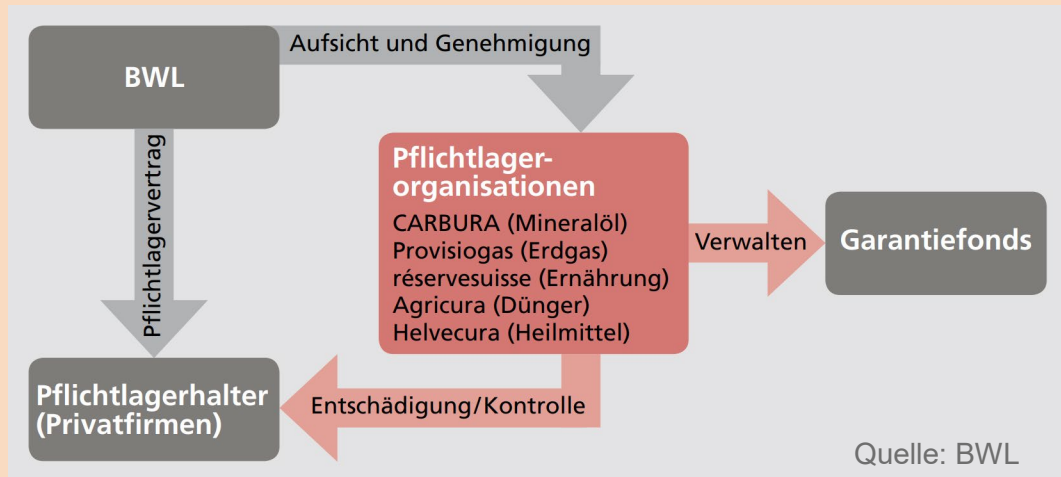 BWL
Aufsicht und Genehmigung
Pflichtlagervertrag
Pflichtlager-
organisationen
CARBURA (Mineralöl)
Provisiogas (Erdgas)
réservesuisse (Ernährung)
Agricura (Dünger)
Helvecura (Heilmittel)
Verwalten
Garantiefonds
Pflichtlagerhalter
(Privatfirmen)
Entschädigung/Kontrolle
Quelle: BWL